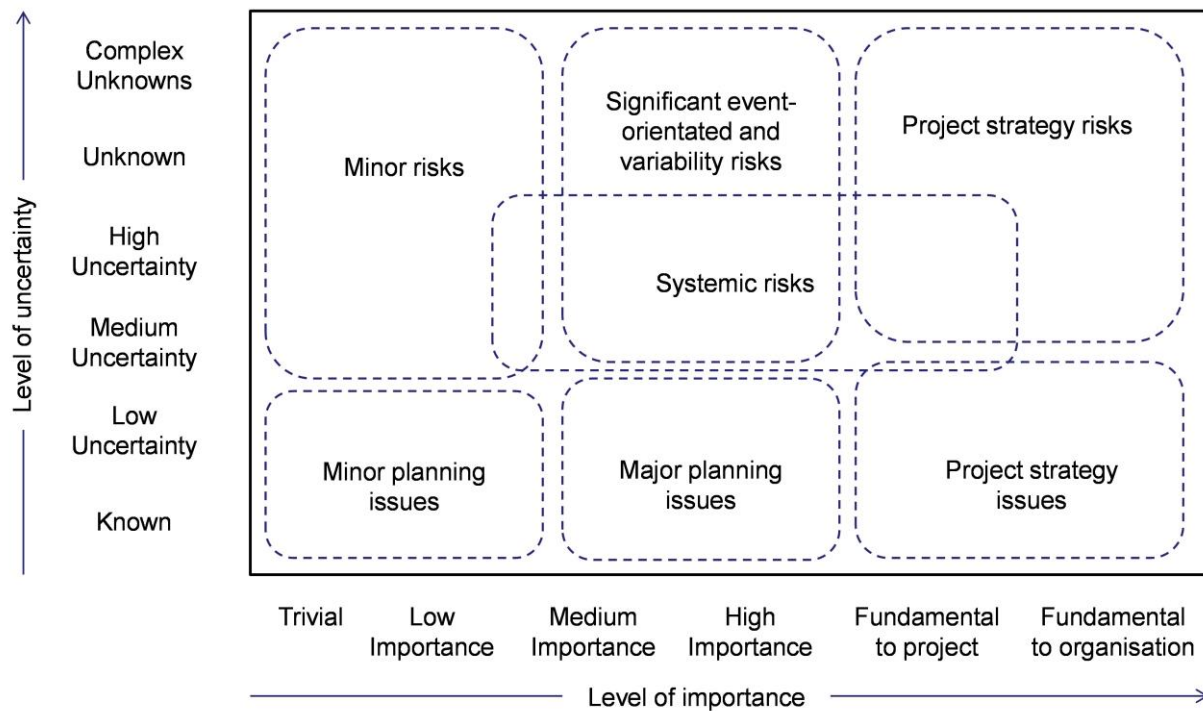 Level of uncertainty
Complex
Unknowns
Unknown
High
Uncertainty
Medium
Uncertainty
Low
Uncertainty
Known
Minor risks
Significant event-
orientated and
variability risks
Project strategy risks
Systemic risks
Minor planning
issues
Major planning
issues
Project strategy
issues
Trivial
Low
Importance
Medium
Importance
High
Importance
Fundamental
to project
Fundamental
to organisation
Level of importance